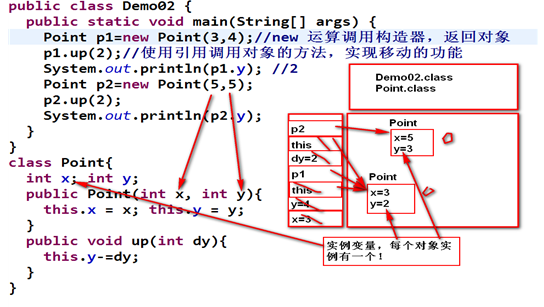 public class Demo02 {
public static void main(String[] args) {
Point p1=new Point(3,4);//new 运算调用构造器，返回对象
p1.up(2);//使用引用调用对象的方法，实现移动的功能
System.out.println(p1.y); //2
Point p2=new Point(5,5);
p2.up(2);
System.out.println(p2.y);
}
}
class Point{
int x; int y;
public Point(int x, int y){
this.x = x; this.y = y;
}
public void up(int dy){
this.y-=dy;
}
}
Demo02.class
Point.class
p2
this
dy=2
p1
this
y=4
x=3
Point
x=5
y=3
Point
x=3
y=2
实例变量，每个对象实
例有一个！